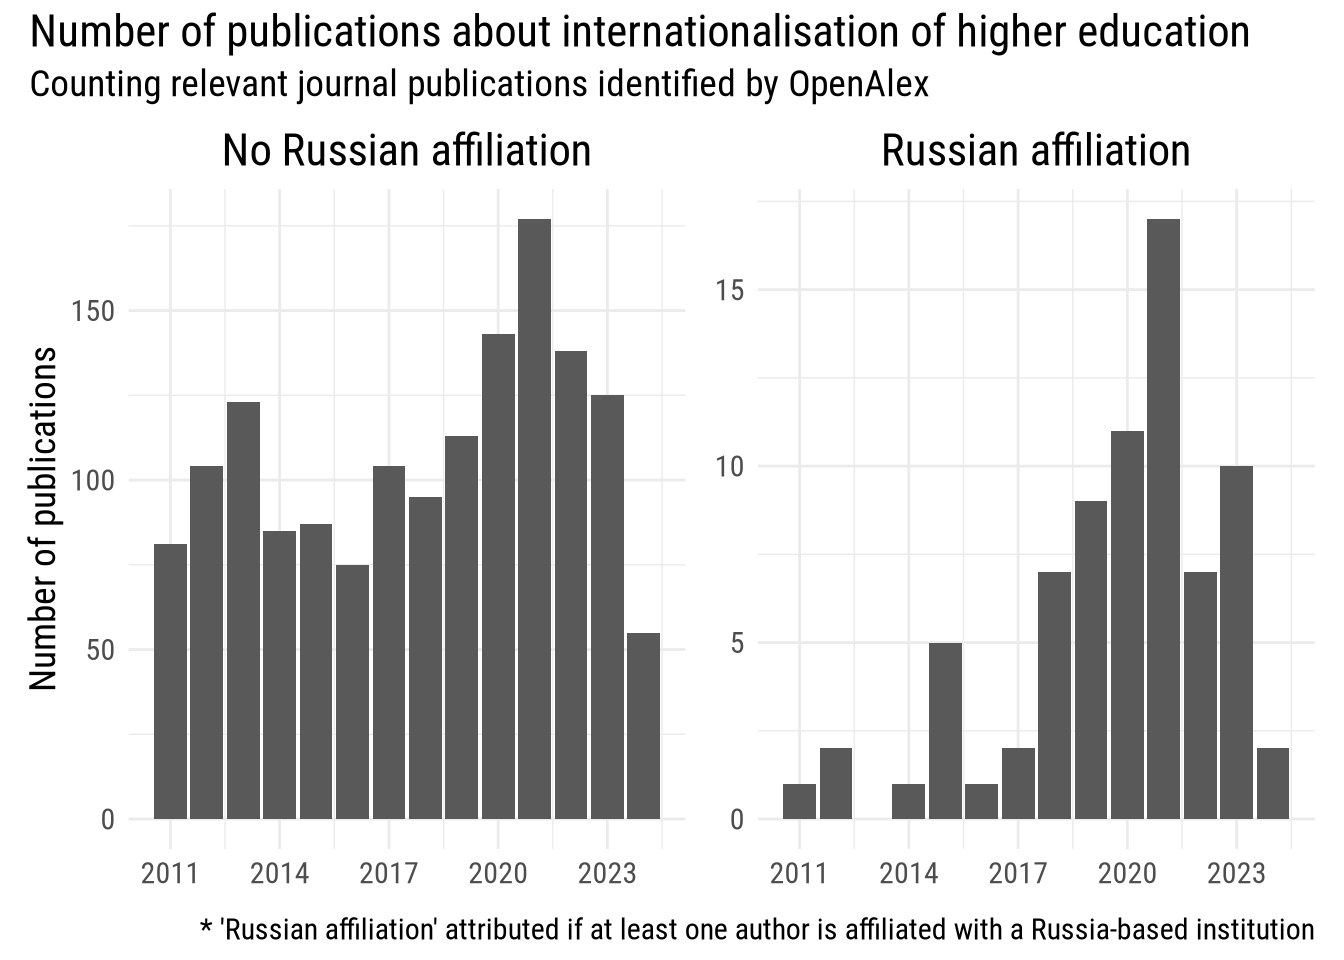 Number of publications about internationalisation of higher education
Counting relevant journal publications identified by OpenAlex
No Russian affiliation
Russian affiliation
Number of publications
150
100
50
0
2011 2014 2017 2020 2023
15
10
5
0
2011 2014 2017 2020 2023
* 'Russian affiliation' attributed if at least one author is affiliated with a Russia-based institution